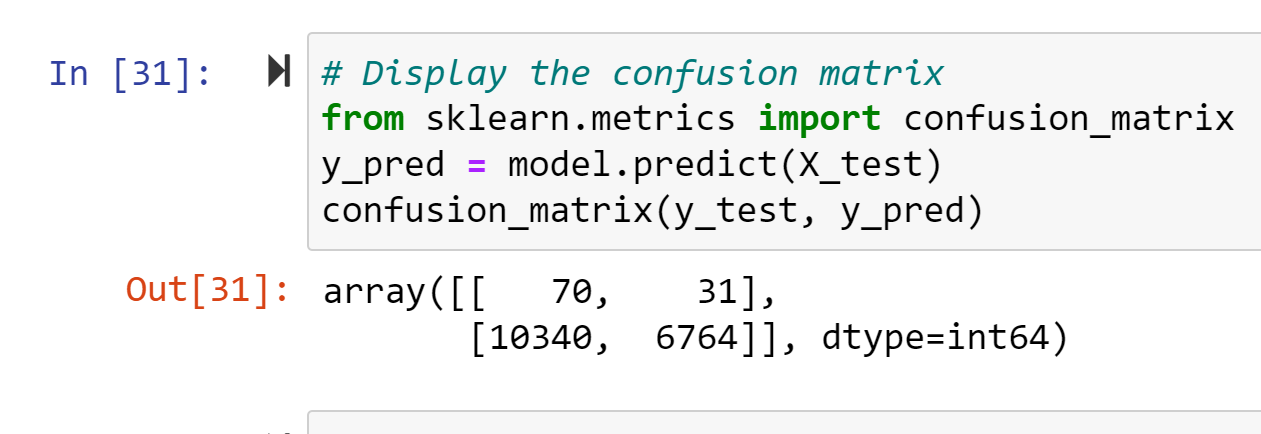 In [31]:
# Display the confusion matrix
from sklearn.metrics import confusion_matrix
y_pred = model.predict(X_test)
confusion_matrix(y_test, y_pred)
Out[31]: array([[   70,    31],
       [10340,  6764]], dtype=int64)